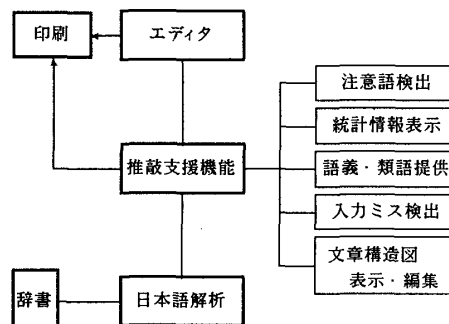 印刷
エディタ
注意語検出
統計情報表示
推敲支援機能
語義・類語提供
入力ミス検出
文章構造図
表示・編集
辞書
日本語解析